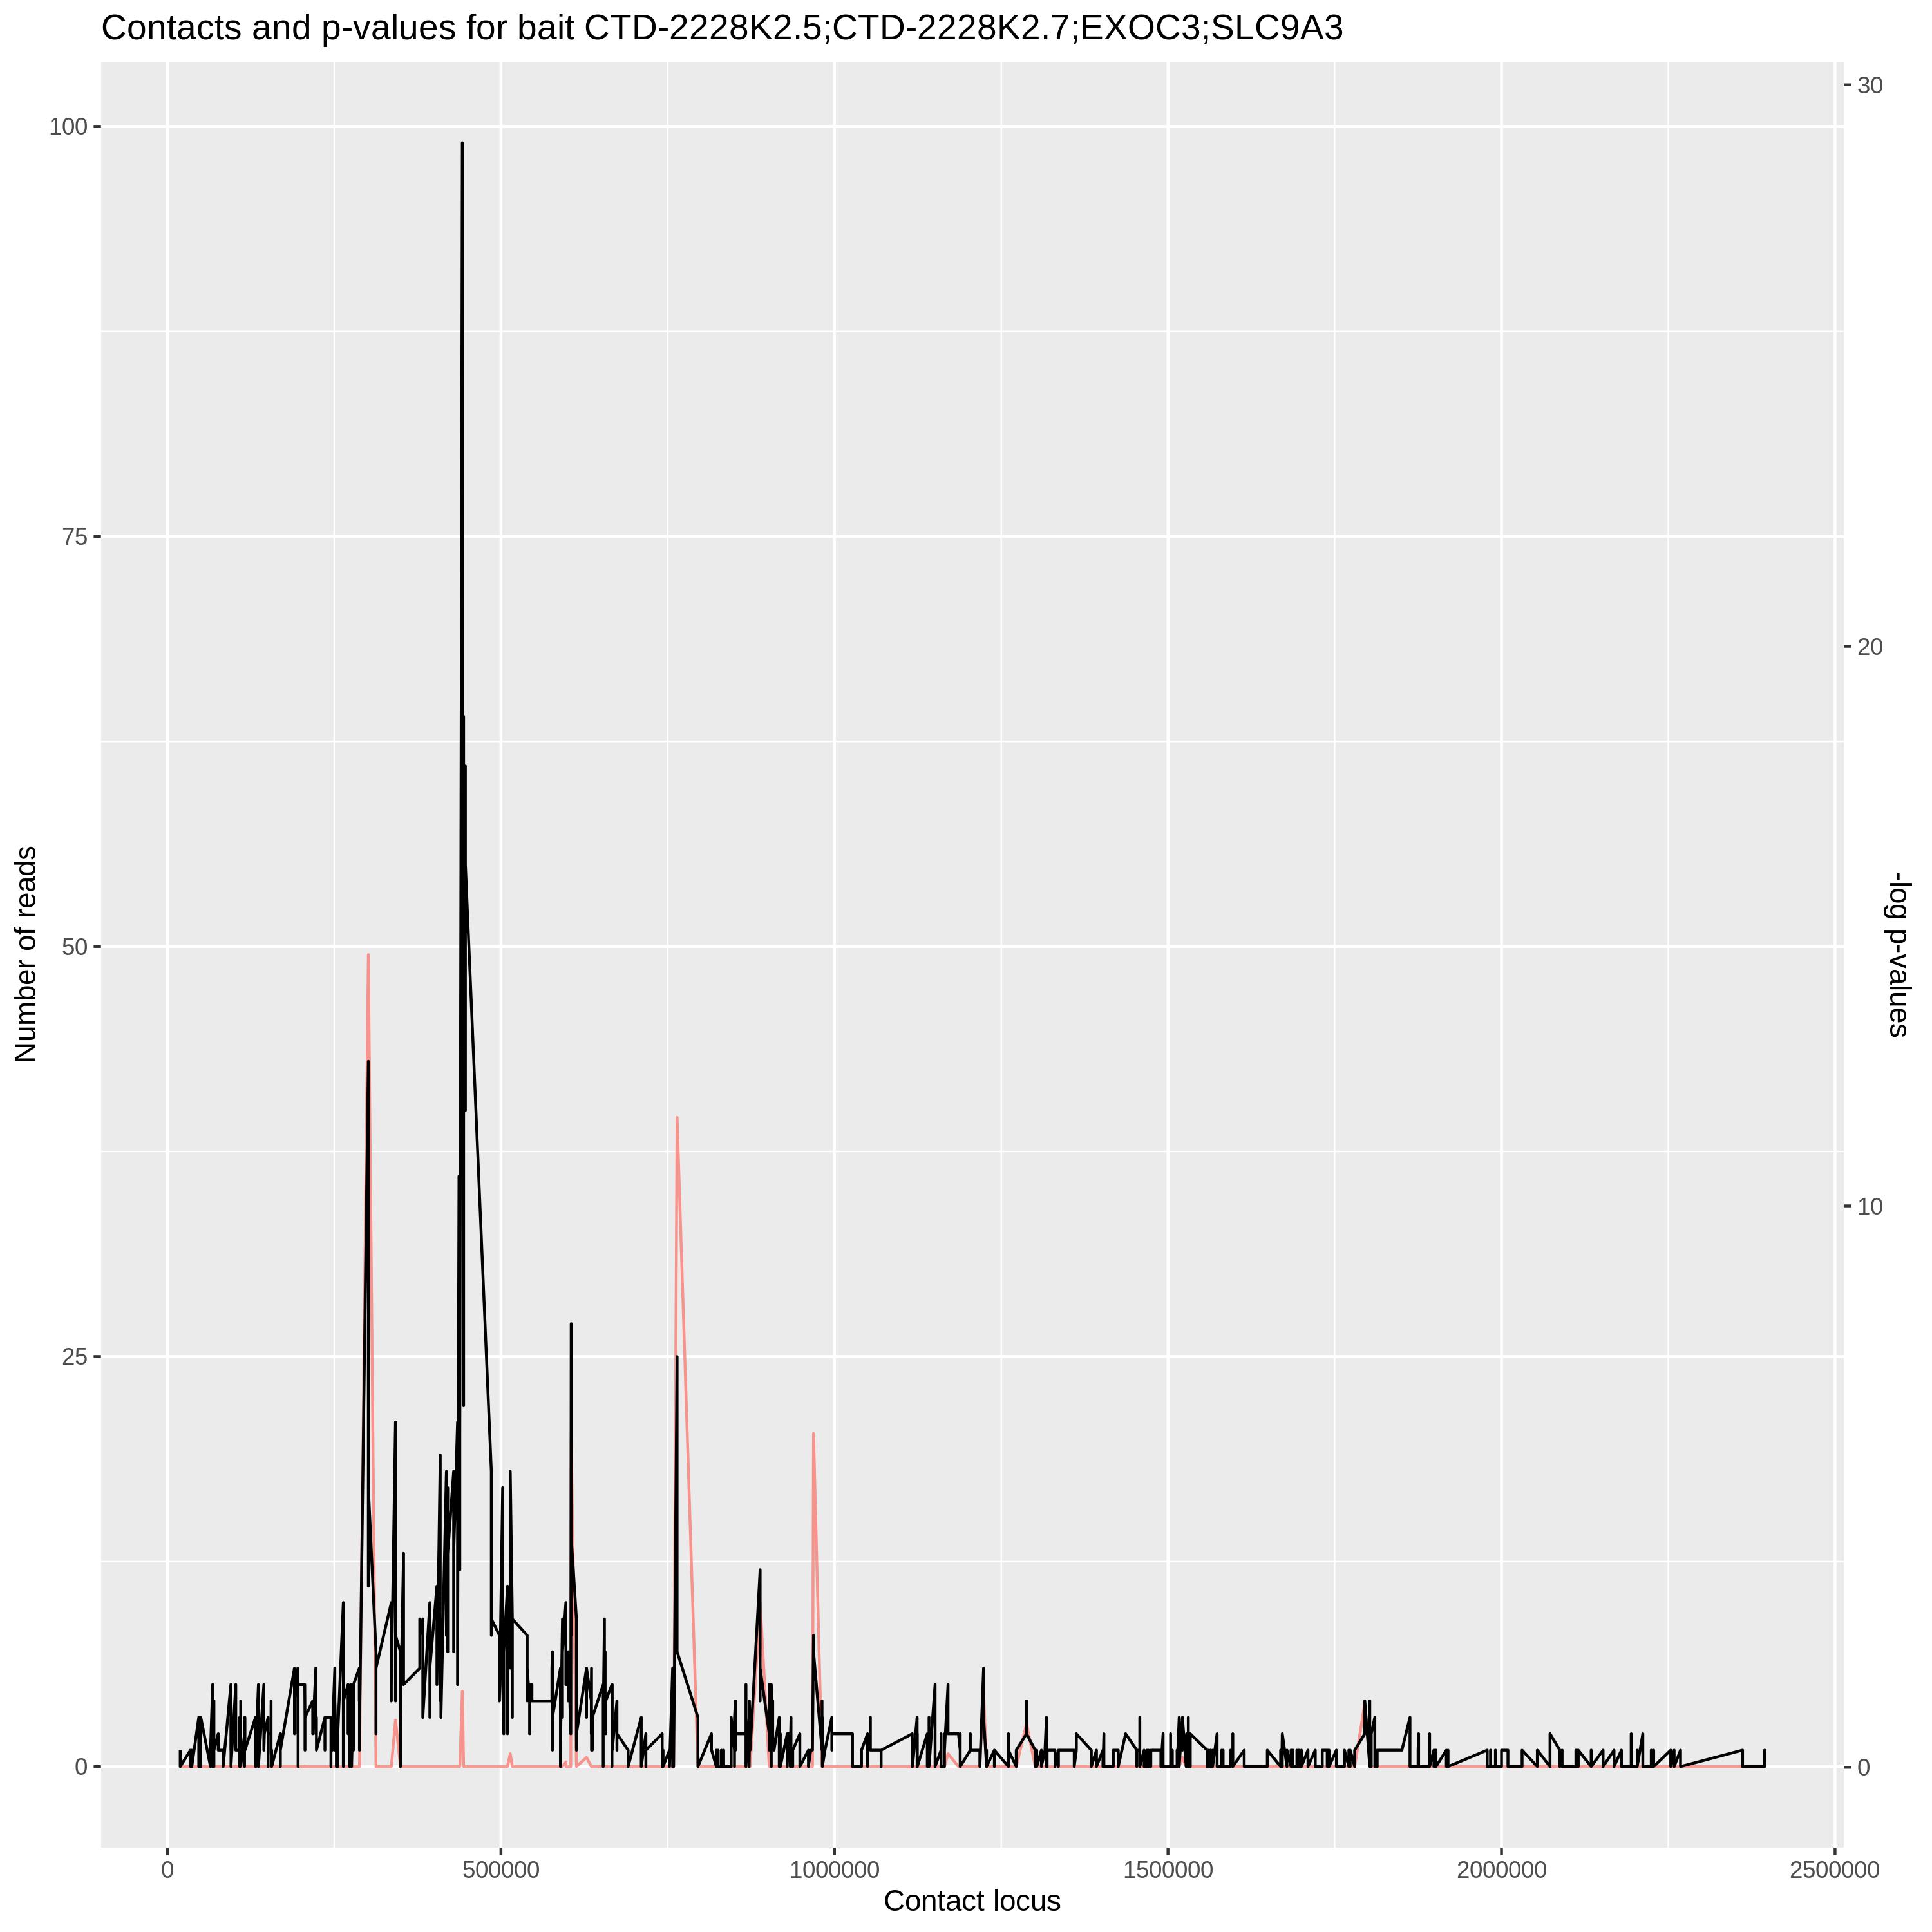 Contacts and p-values for bait CTD-2228K2.5;CTD-2228K2.7;EXOC3;SLC9A3
100
75
50
25
0
Number of reads
30
20
10
0
-log p-values
0 500000 1000000 1500000 2000000 2500000
Contact locus